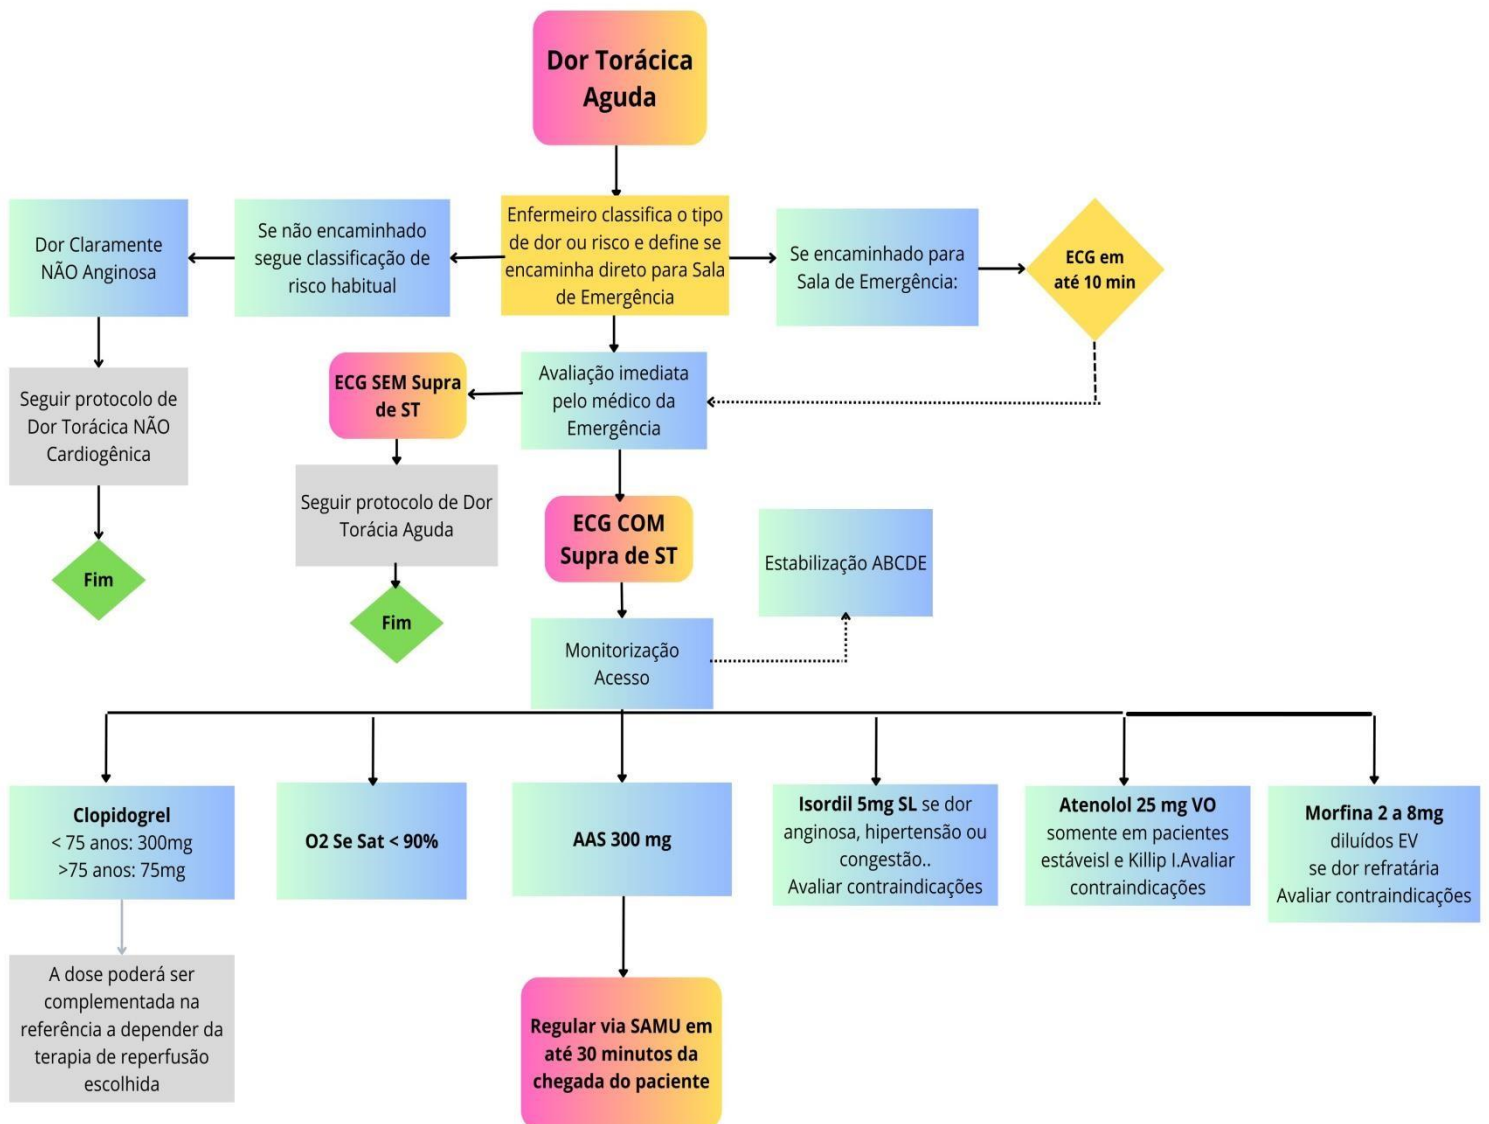 Dor Torácica
Aguda
Dor Claramente
NÃO Anginosa
Se não encaminhado
segue classificação de
risco habitual
Enfermeiro classifica o tipo
de dor ou risco e define se
encaminha direto para Sala
de Emergência
Se encaminhado para
Sala de Emergência:
ECG em
até 10 min
Seguir protocolo de
Dor Torácica NÃO
Cardiogênica
Fim
ECG SEM Supra
de ST
Avaliação imediata
pelo médico da
Emergência
Seguir protocolo de Dor
Torácia Aguda
Fim
ECG COM
Supra de ST
Estabilização ABCDE
Monitorização
Acesso
Clopidogrel
< 75 anos: 300mg
>75 anos: 75mg
O2 Se Sat < 90%
AAS 300 mg
Isordil 5mg SL se dor
anginosa, hipertensão ou
congestão..
Avaliar contraindicações
Atenolol 25 mg VO
somente em pacientes
estáveisl e Killip I.Avaliar
contraindicações
Morfina 2 a 8mg
diluídos EV
se dor refratária
Avaliar contraindicações
A dose poderá ser
complementada na
referência a depender da
terapia de reperfusão
escolhida
Regular via SAMU em
até 30 minutos da
chegada do paciente